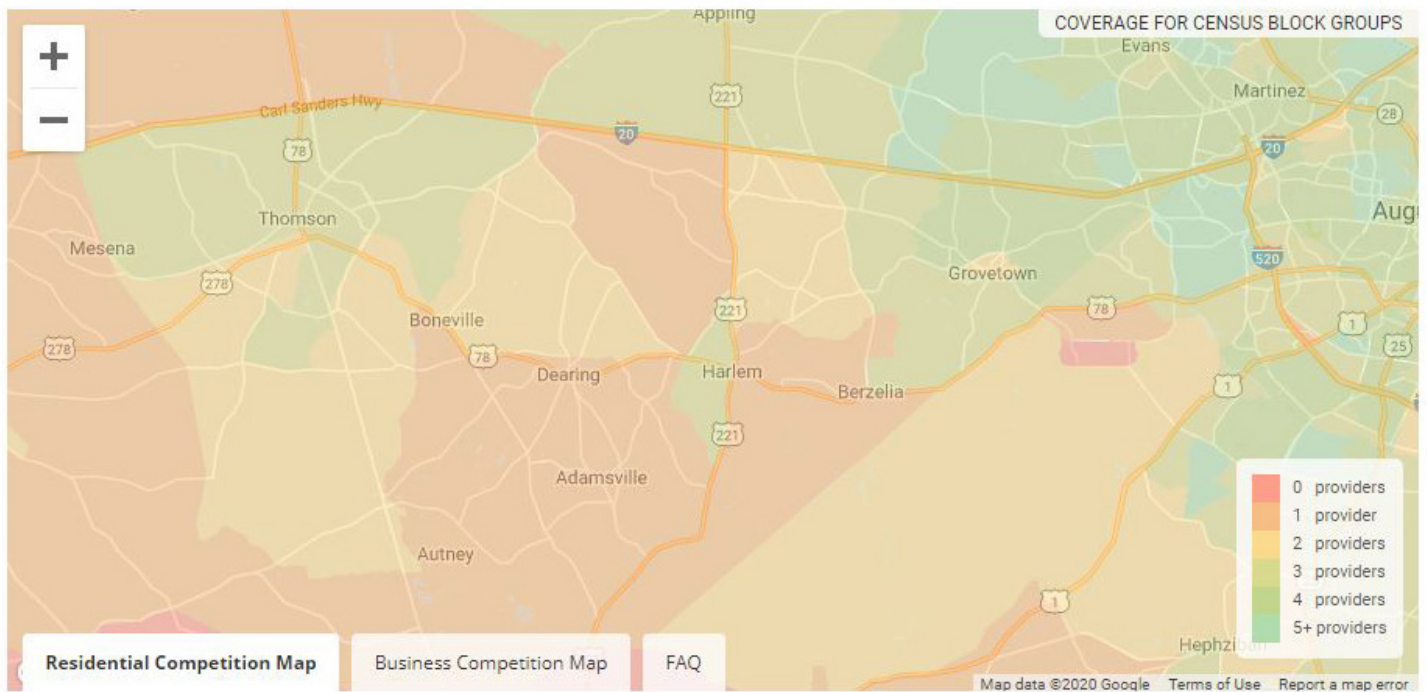 Appling
COVERAGE FOR CENSUS BLOCK GROUPS
+
Evans
−
Martinez
221
Carl Sanders Hwy
28
20
78
20
Thomson
Mesena
520
Grovetown
278
221
78
Boneville
1
278
25
78
Dearing
Harlem
1
Berzelia
221
Adamsville
0 providers
1 provider
2 providers
3 providers
4 providers
5+ providers
Autney
1
Residential Competition Map
Business Competition Map
FAQ
Map data ©2020 Google
Terms of Use
Report a map error